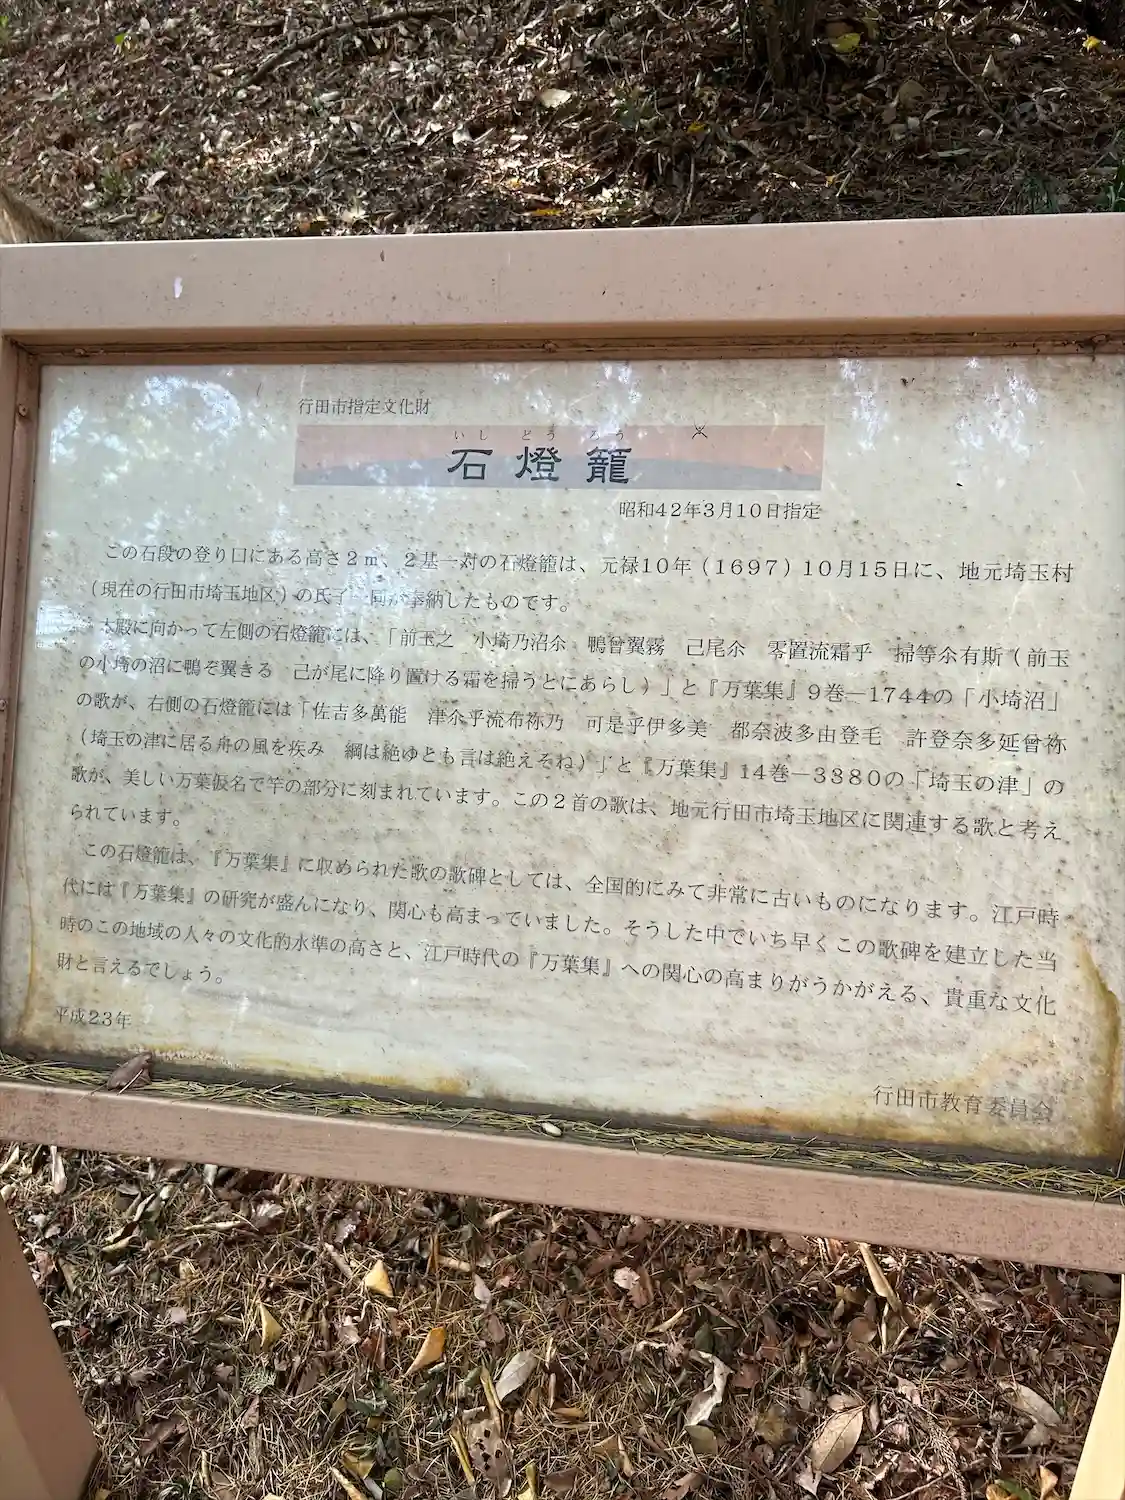 行田市指定文化財
いし どう ろう
石燈籠
昭和42年3月10日指定
この石段の登り口にある高さ2m、2基一対の石燈籠は、元禄10年(1697)10月15日に、地元埼玉村
(現在の行田市埼玉地区)の氏子一同が奉納したものです。
本殿に向かって左側の石燈籠には、「前玉之 小埼乃沼尒 鴨曾翼霧 己尾尒 零置流霜乎 掃等尒有斯(前玉
の小埼の沼に鴨ぞ翼きる 己が尾に降り置ける霜を掃うとにあらし)」と『万葉集』9巻―1744の「小埼沼」
の歌が、右側の石燈籠には「佐吉多萬能 津尒乎流布祢乃 可是乎伊多美 都奈波多由登毛 許登奈多延曾祢
(埼玉の津に居る舟の風を疾み 綱は絶ゆとも言は絶えそね)」と『万葉集』14巻―3380の「埼玉の津」の
歌が、美しい万葉仮名で竿の部分に刻まれています。この2首の歌は、地元行田市埼玉地区に関連する歌と考え
られています。
この石燈籠は、『万葉集』に収められた歌の歌碑としては、全国的にみて非常に古いものになります。江戸時
代には『万葉集』の研究が盛んになり、関心も高まっていました。そうした中でいち早くこの歌碑を建立した当
時のこの地域の人々の文化的水準の高さと、江戸時代の『万葉集』への関心の高まりがうかがえる、貴重な文化
財と言えるでしょう。
平成23年
行田市教育委員会